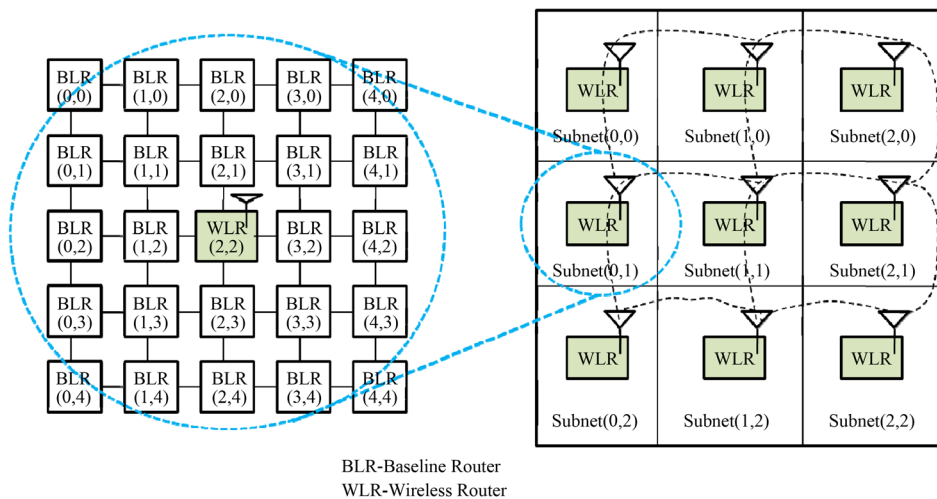 BLR BLR BLR BLR BLR
(0,0) (1,0) (2,0) (3,0) (4,0)
BLR BLR BLR BLR BLR
(0,1) (1,1) (2,1) (3,1) (4,1)
BLR BLR WLR BLR BLR
(0,2) (1,2) (2,2) (3,2) (4,2)
BLR BLR BLR BLR BLR
(0,3) (1,3) (2,3) (3,3) (4,3)
BLR BLR BLR BLR BLR
(0,4) (1,4) (2,4) (3,4) (4,4)
WLR WLR WLR
Subnet(0,0) Subnet(1,0) Subnet(2,0)
WLR WLR WLR
Subnet(0,1) Subnet(1,1) Subnet(2,1)
WLR WLR WLR
Subnet(0,2) Subnet(1,2) Subnet(2,2)
BLR-Baseline Router
WLR-Wireless Router